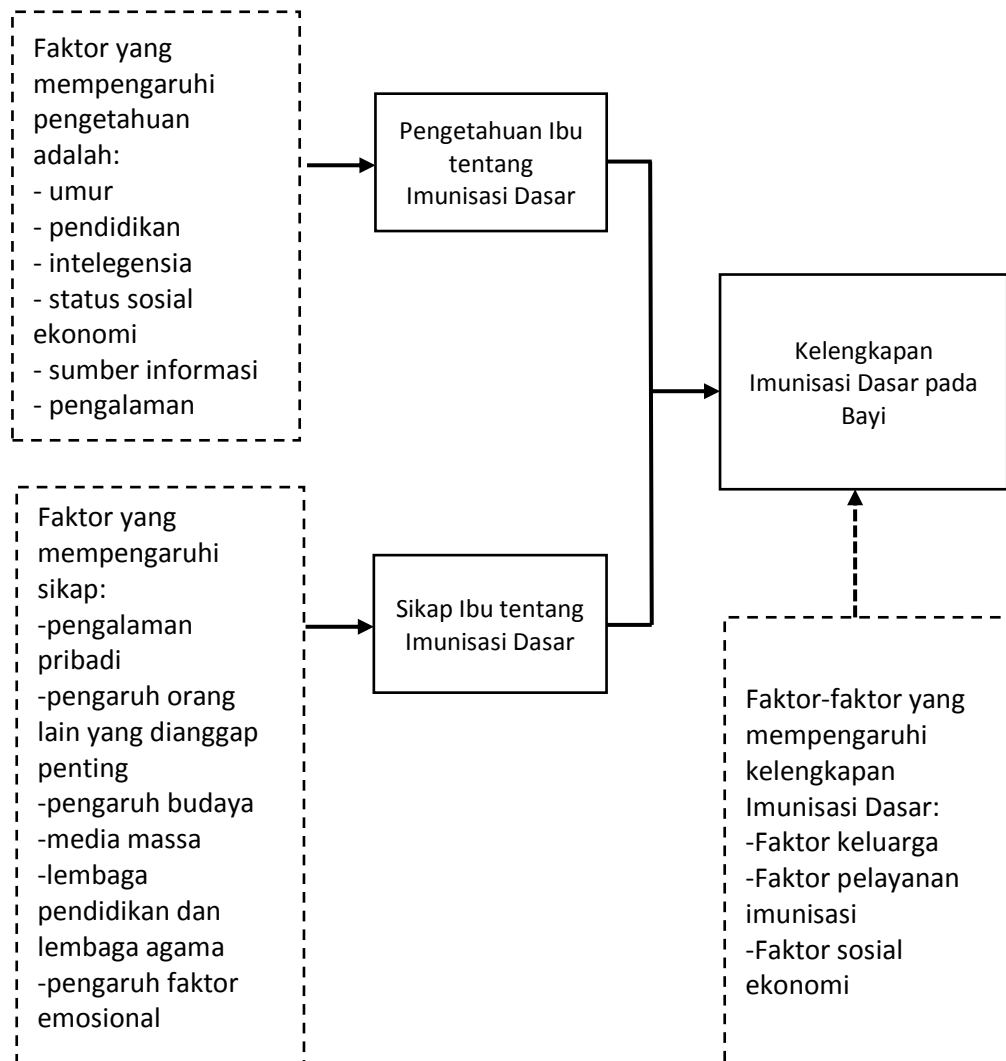 Faktor yang
mempengaruhi
pengetahuan
adalah:
- umur
- pendidikan
- intelegensia
- status sosial
ekonomi
- sumber informasi
- pengalaman
Pengetahuan Ibu
tentang
Imunisasi Dasar
Kelengkapan
Imunisasi Dasar pada
Bayi
Faktor yang
mempengaruhi
sikap:
-pengalaman
pribadi
-pengaruh orang
lain yang dianggap
penting
-pengaruh budaya
-media massa
-lembaga
pendidikan dan
lembaga agama
-pengaruh faktor
emosional
Sikap Ibu tentang
Imunisasi Dasar
Faktor-faktor yang
mempengaruhi
kelengkapan
Imunisasi Dasar:
-Faktor keluarga
-Faktor pelayanan
imunisasi
-Faktor sosial
ekonomi